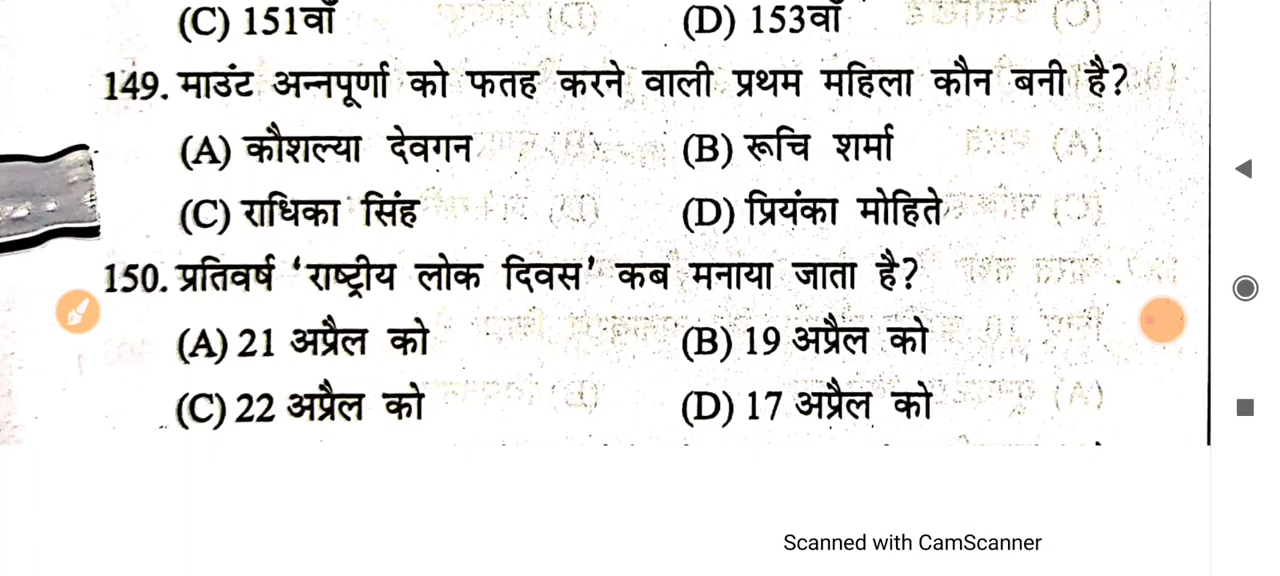 (C) 151वाँ (D) 153वाँ
149. माउंट अन्नपूर्णा को फतह करने वाली प्रथम महिला कौन बनी है?
(A) कौशल्या देवगन (B) रूचि शर्मा
(C) राधिका सिंह (D) प्रियंका मोहिते
150. प्रतिवर्ष ‘राष्ट्रीय लोक दिवस’ कब मनाया जाता है?
(A) 21 अप्रैल को (B) 19 अप्रैल को
(C) 22 अप्रैल को (D) 17 अप्रैल को
Scanned with CamScanner